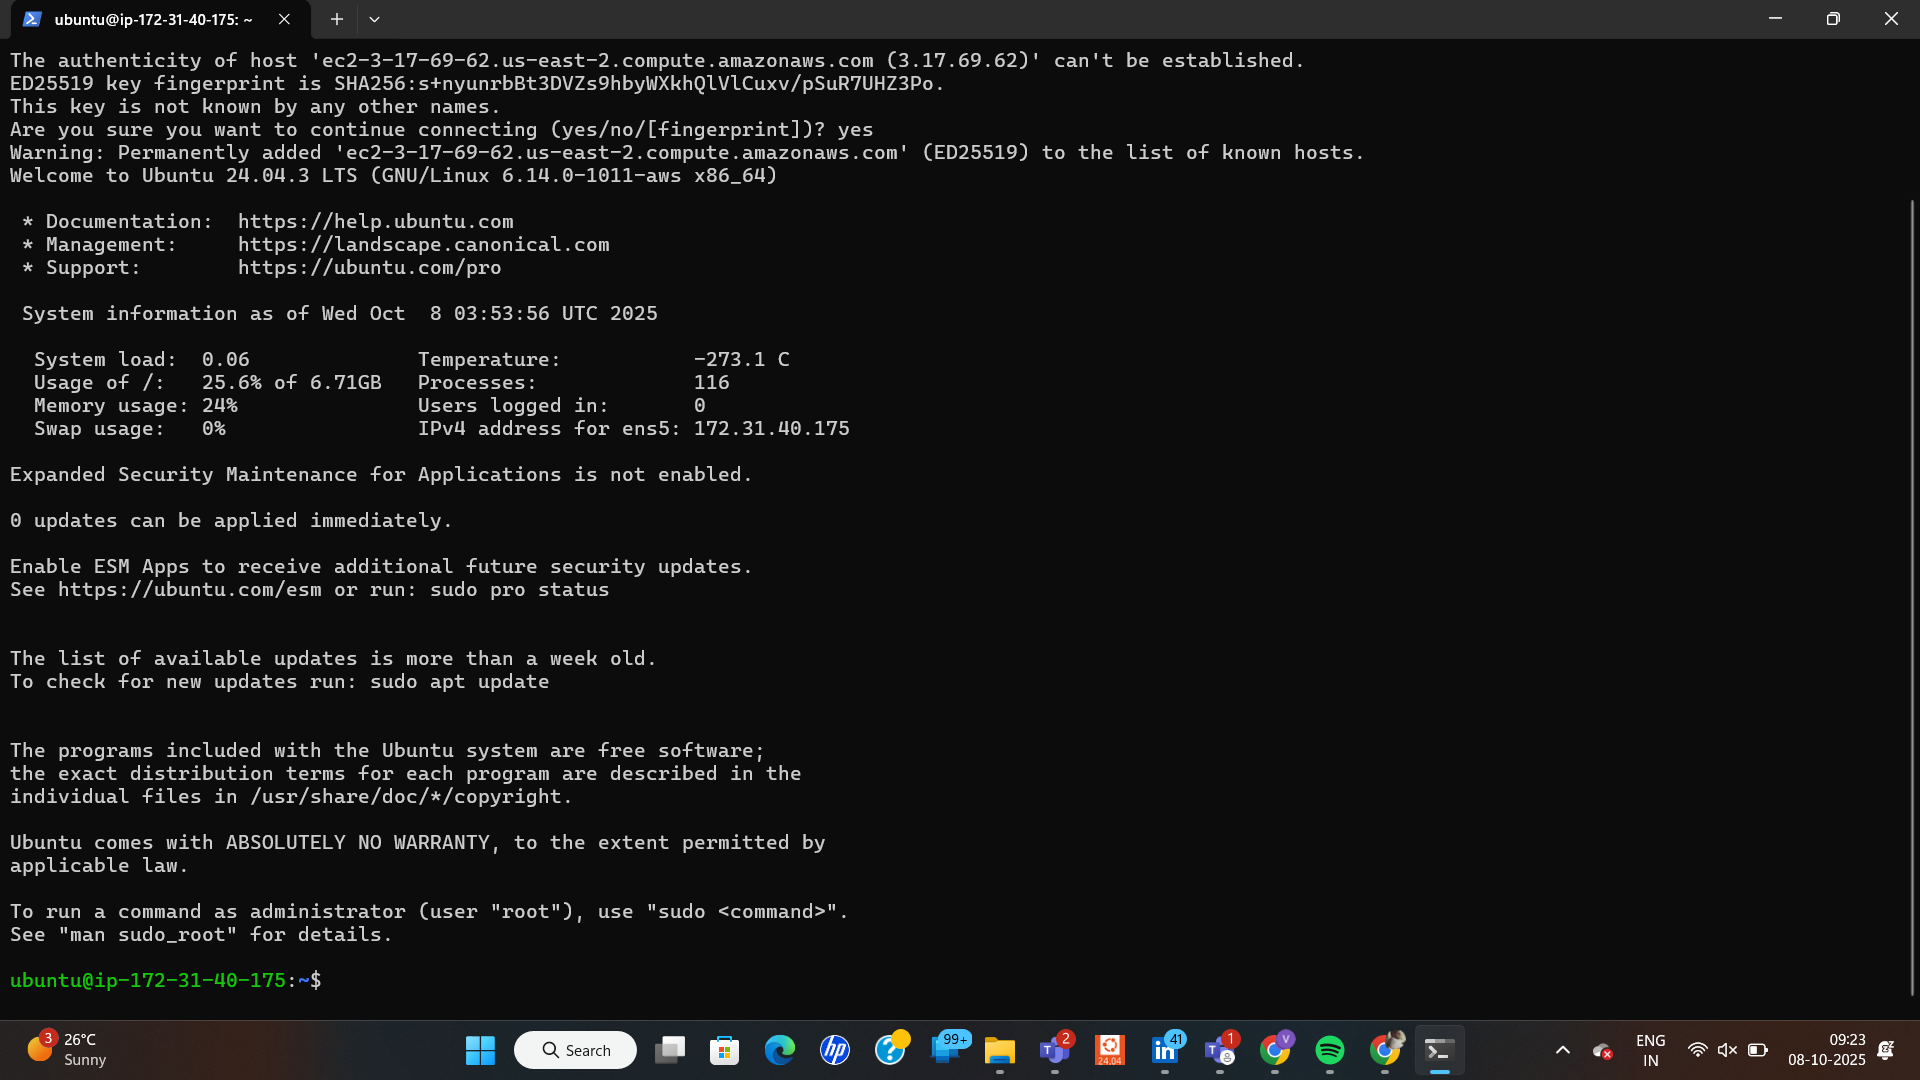 ubuntu@ip-172-31-40-175: ~
The authenticity of host 'ec2-3-17-69-62.us-east-2.compute.amazonaws.com (3.17.69.62)' can't be established.
ED25519 key fingerprint is SHA256:s+nyunrbBt3DVZs9hbyWXkhQlVlCuxv/pSuR7UHZ3Po.
This key is not known by any other names.
Are you sure you want to continue connecting (yes/no/[fingerprint])? yes
Warning: Permanently added 'ec2-3-17-69-62.us-east-2.compute.amazonaws.com' (ED25519) to the list of known hosts.
Welcome to Ubuntu 24.04.3 LTS (GNU/Linux 6.14.0-1011-aws x86_64)
* Documentation:  https://help.ubuntu.com
* Management:     https://landscape.canonical.com
* Support:        https://ubuntu.com/pro
System information as of Wed Oct  8 03:53:56 UTC 2025
System load:  0.06              Temperature:           -273.1 C
Usage of /:   25.6% of 6.71GB   Processes:             116
Memory usage: 24%               Users logged in:       0
Swap usage:   0%                IPv4 address for ens5: 172.31.40.175
Expanded Security Maintenance for Applications is not enabled.
0 updates can be applied immediately.
Enable ESM Apps to receive additional future security updates.
See https://ubuntu.com/esm or run: sudo pro status
The list of available updates is more than a week old.
To check for new updates run: sudo apt update
The programs included with the Ubuntu system are free software;
the exact distribution terms for each program are described in the
individual files in /usr/share/doc/*/copyright.
Ubuntu comes with ABSOLUTELY NO WARRANTY, to the extent permitted by
applicable law.
To run a command as administrator (user "root"), use "sudo <command>".
See "man sudo_root" for details.
ubuntu@ip-172-31-40-175:~$
3
26°C
Sunny
Search
hp
99+
T 2
24.04
in 41
T 1
V
ENG
IN
09:23
08-10-2025